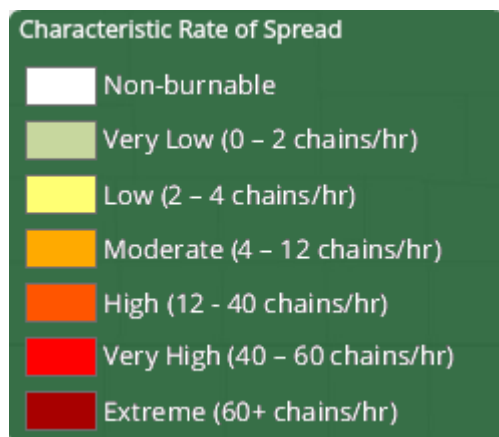 Characteristic Rate of Spread
Non-burnable
Very Low (0 – 2 chains/hr)
Low (2 – 4 chains/hr)
Moderate (4 – 12 chains/hr)
High (12 - 40 chains/hr)
Very High (40 – 60 chains/hr)
Extreme (60+ chains/hr)